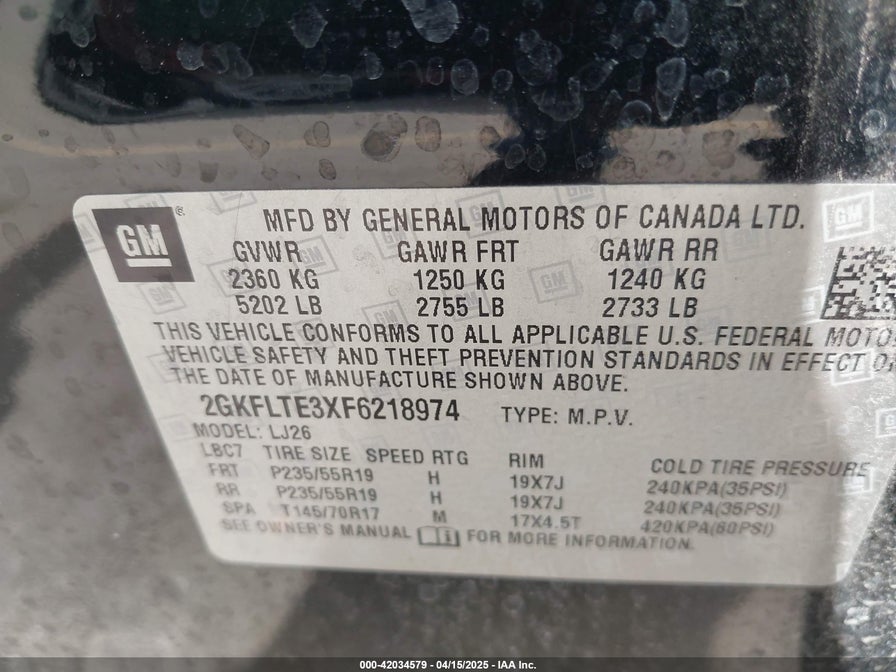 GM ®
MFD BY GENERAL MOTORS OF CANADA LTD.
GVWR GAWR FRT GAWR RR
2360 KG 1250 KG 1240 KG
5202 LB 2755 LB 2733 LB
THIS VEHICLE CONFORMS TO ALL APPLICABLE U.S. FEDERAL MOTO
VEHICLE SAFETY AND THEFT PREVENTION STANDARDS IN EFFECT O
THE DATE OF MANUFACTURE SHOWN ABOVE.
2GKFLTE3XF6218974 TYPE: M.P.V.
MODEL: LJ26
LBC7 TIRE SIZE SPEED RTG RIM COLD TIRE PRESSURE
FRT P235/55R19 H 19X7J 240KPA(35PSI)
RR P235/55R19 H 19X7J 240KPA(35PSI)
SPA T145/70R17 M 17X4.5T 420KPA(60PSI)
SEE OWNER'S MANUAL FOR MORE INFORMATION.
000-42034579 - 04/15/2025 - IAA Inc.